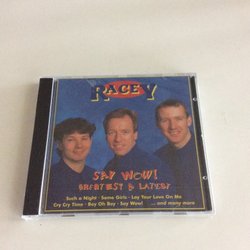 RACEY
SAY WOW!
GREATEST & LATEST
Such a Night · Some Girls · Lay Your Love On Me
Cry Cry Time · Boy Oh Boy · Say Wow! ... and many more